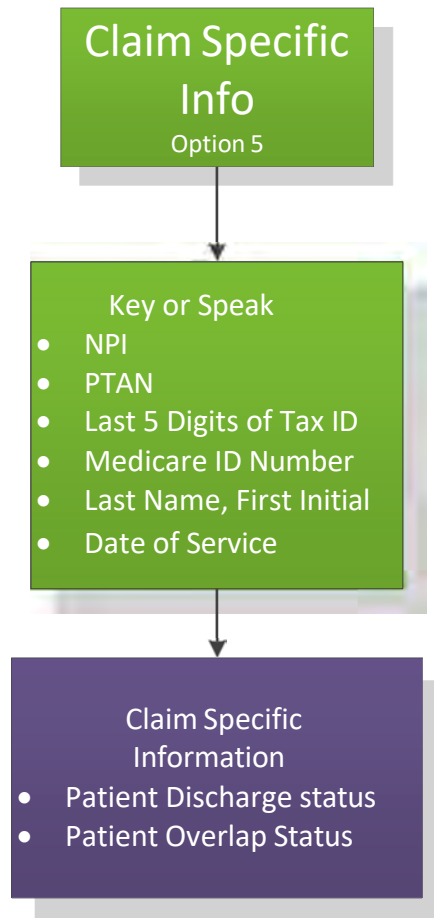 Claim Specific
Info
Option 5
Key or Speak
• NPI
• PTAN
• Last 5 Digits of Tax ID
• Medicare ID Number
• Last Name, First Initial
• Date of Service
Claim Specific
Information
• Patient Discharge status
• Patient Overlap Status